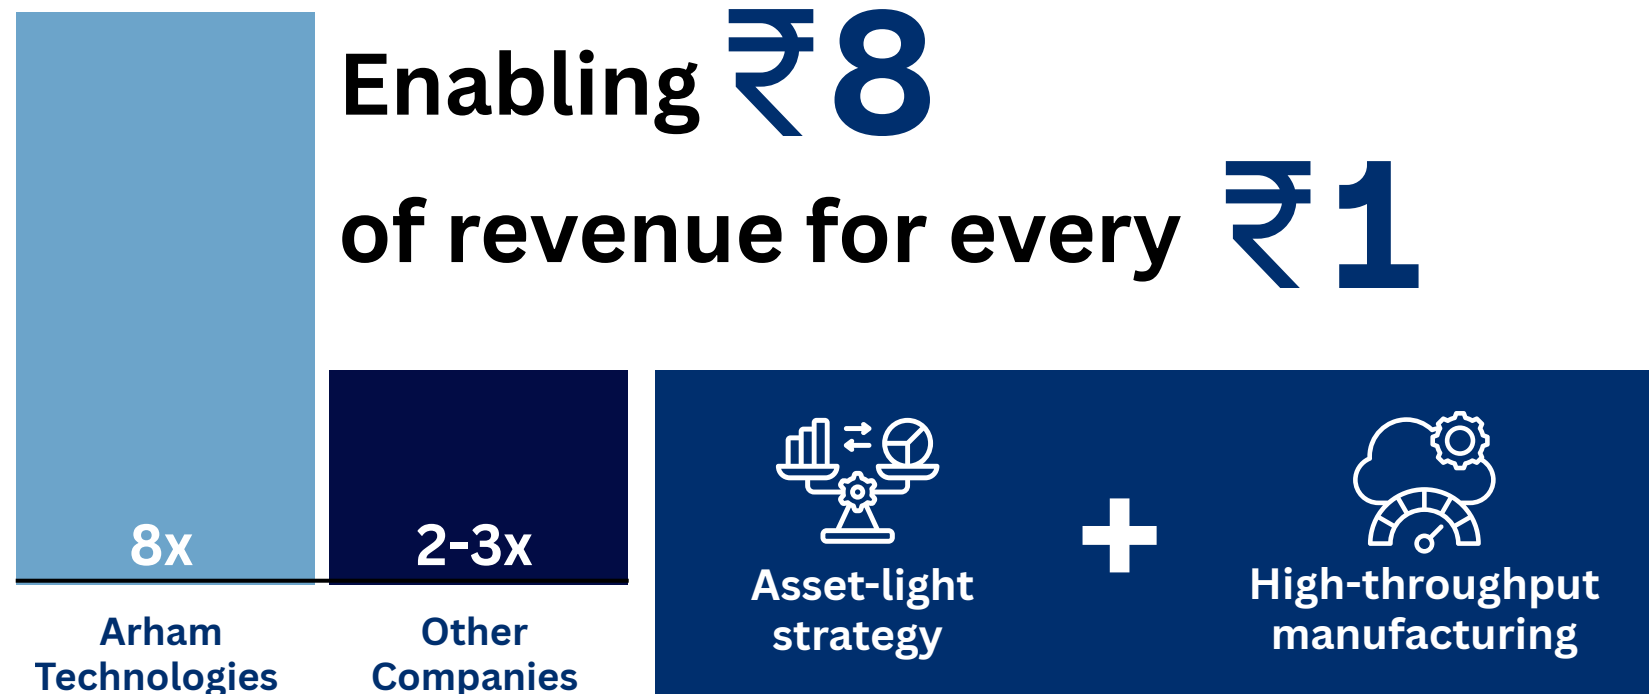 Enabling ₹8
of revenue for every ₹1
8x
2-3x
Arham
Technologies
Other
Companies
Asset-light
strategy
+
High-throughput
manufacturing